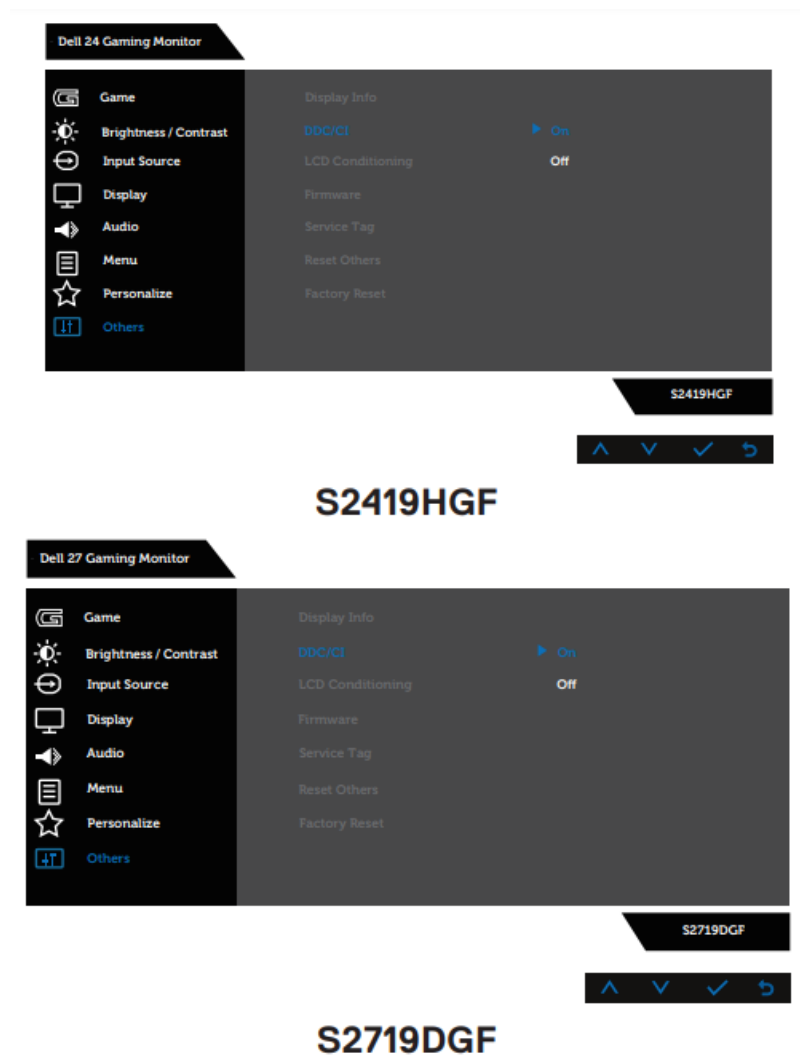 Dell 24 Gaming Monitor
Game Display Info
Brightness / Contrast DDC/CI On
Input Source LCD Conditioning Off
Display Firmware
Audio Service Tag
Menu Reset Others
Personalize Factory Reset
Others
S2419HGF
S2419HGF
Dell 27 Gaming Monitor
Game Display Info
Brightness / Contrast DDC/CI On
Input Source LCD Conditioning Off
Display Firmware
Audio Service Tag
Menu Reset Others
Personalize Factory Reset
Others
S2719DGF
S2719DGF